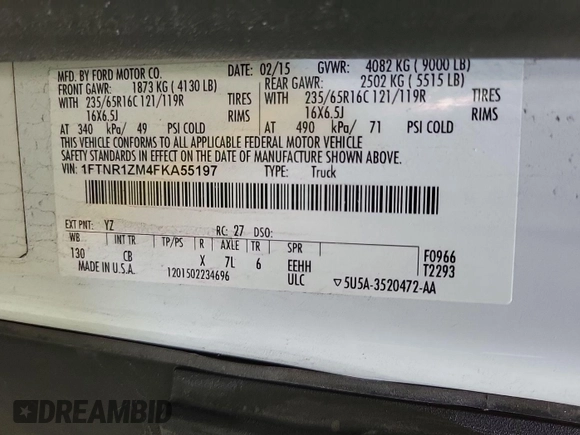 MFD. BY FORD MOTOR CO. DATE: 02/15 GVWR: 4082 KG ( 9000 LB)
FRONT GAWR: 1873 KG ( 4130 LB) REAR GAWR: 2502 KG ( 5515 LB)
WITH 235/65R16C 121/119R TIRES WITH 235/65R16C 121/119R TIRES
16X6.5J RIMS 16X6.5J RIMS
AT 340 kPa/ 49 PSI COLD AT 490 kPa/ 71 PSI COLD
THIS VEHICLE CONFORMS TO ALL APPLICABLE FEDERAL MOTOR VEHICLE
SAFETY STANDARDS IN EFFECT ON THE DATE OF MANUFACTURE SHOWN ABOVE.
VIN: 1FTNR1ZM4FKA55197 TYPE: Truck
EXT PNT: YZ RC: 27 DSO:
WB INT TR TP/PS R AXLE TR SPR
130 CB X 7L 6 EEHH F0966
MADE IN U.S.A. 1201502234696 ULC T2293
▽5U5A-3520472-AA
DREAMBID